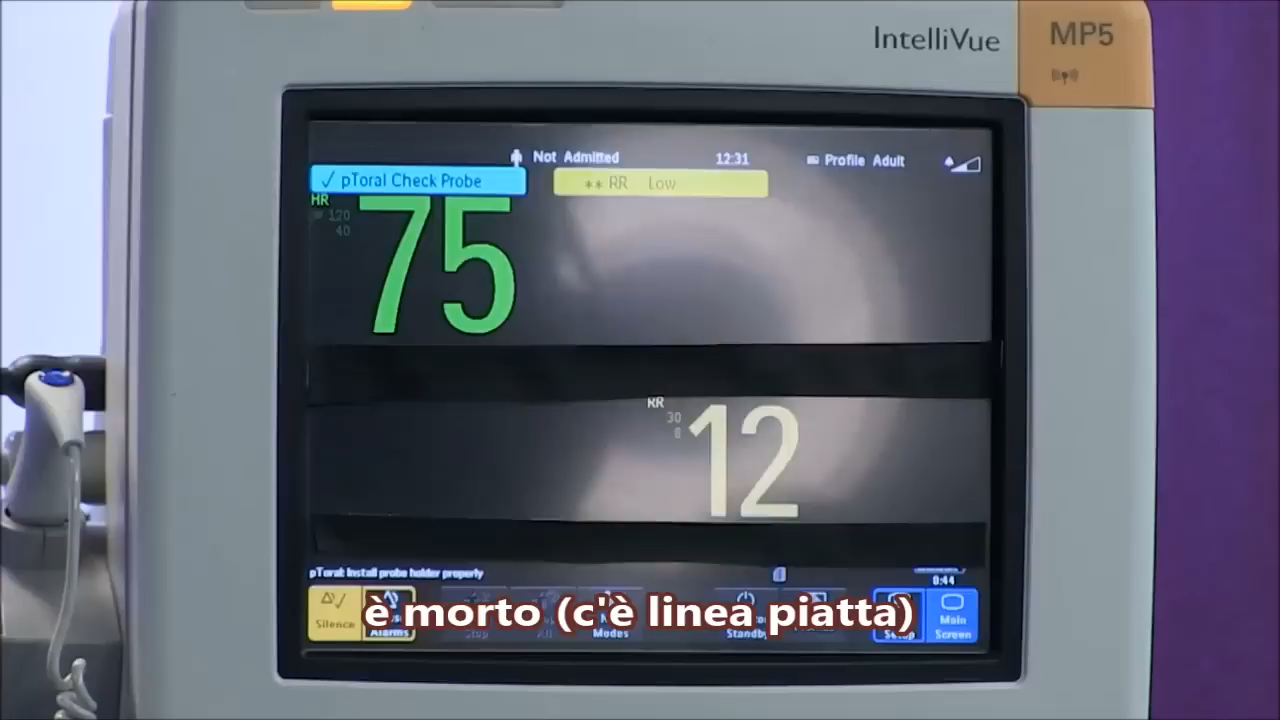 IntelliVue
MP5
Not Admitted
12:31
Profile Adult
pToral Check Probe
** RR Low
HR
120
40
75
RR
30
8
12
pToral: Install probe holder properly
0:44
Silence
Alarms
Modes
Standby
Setup
Main
Screen
è morto (c'è linea piatta)